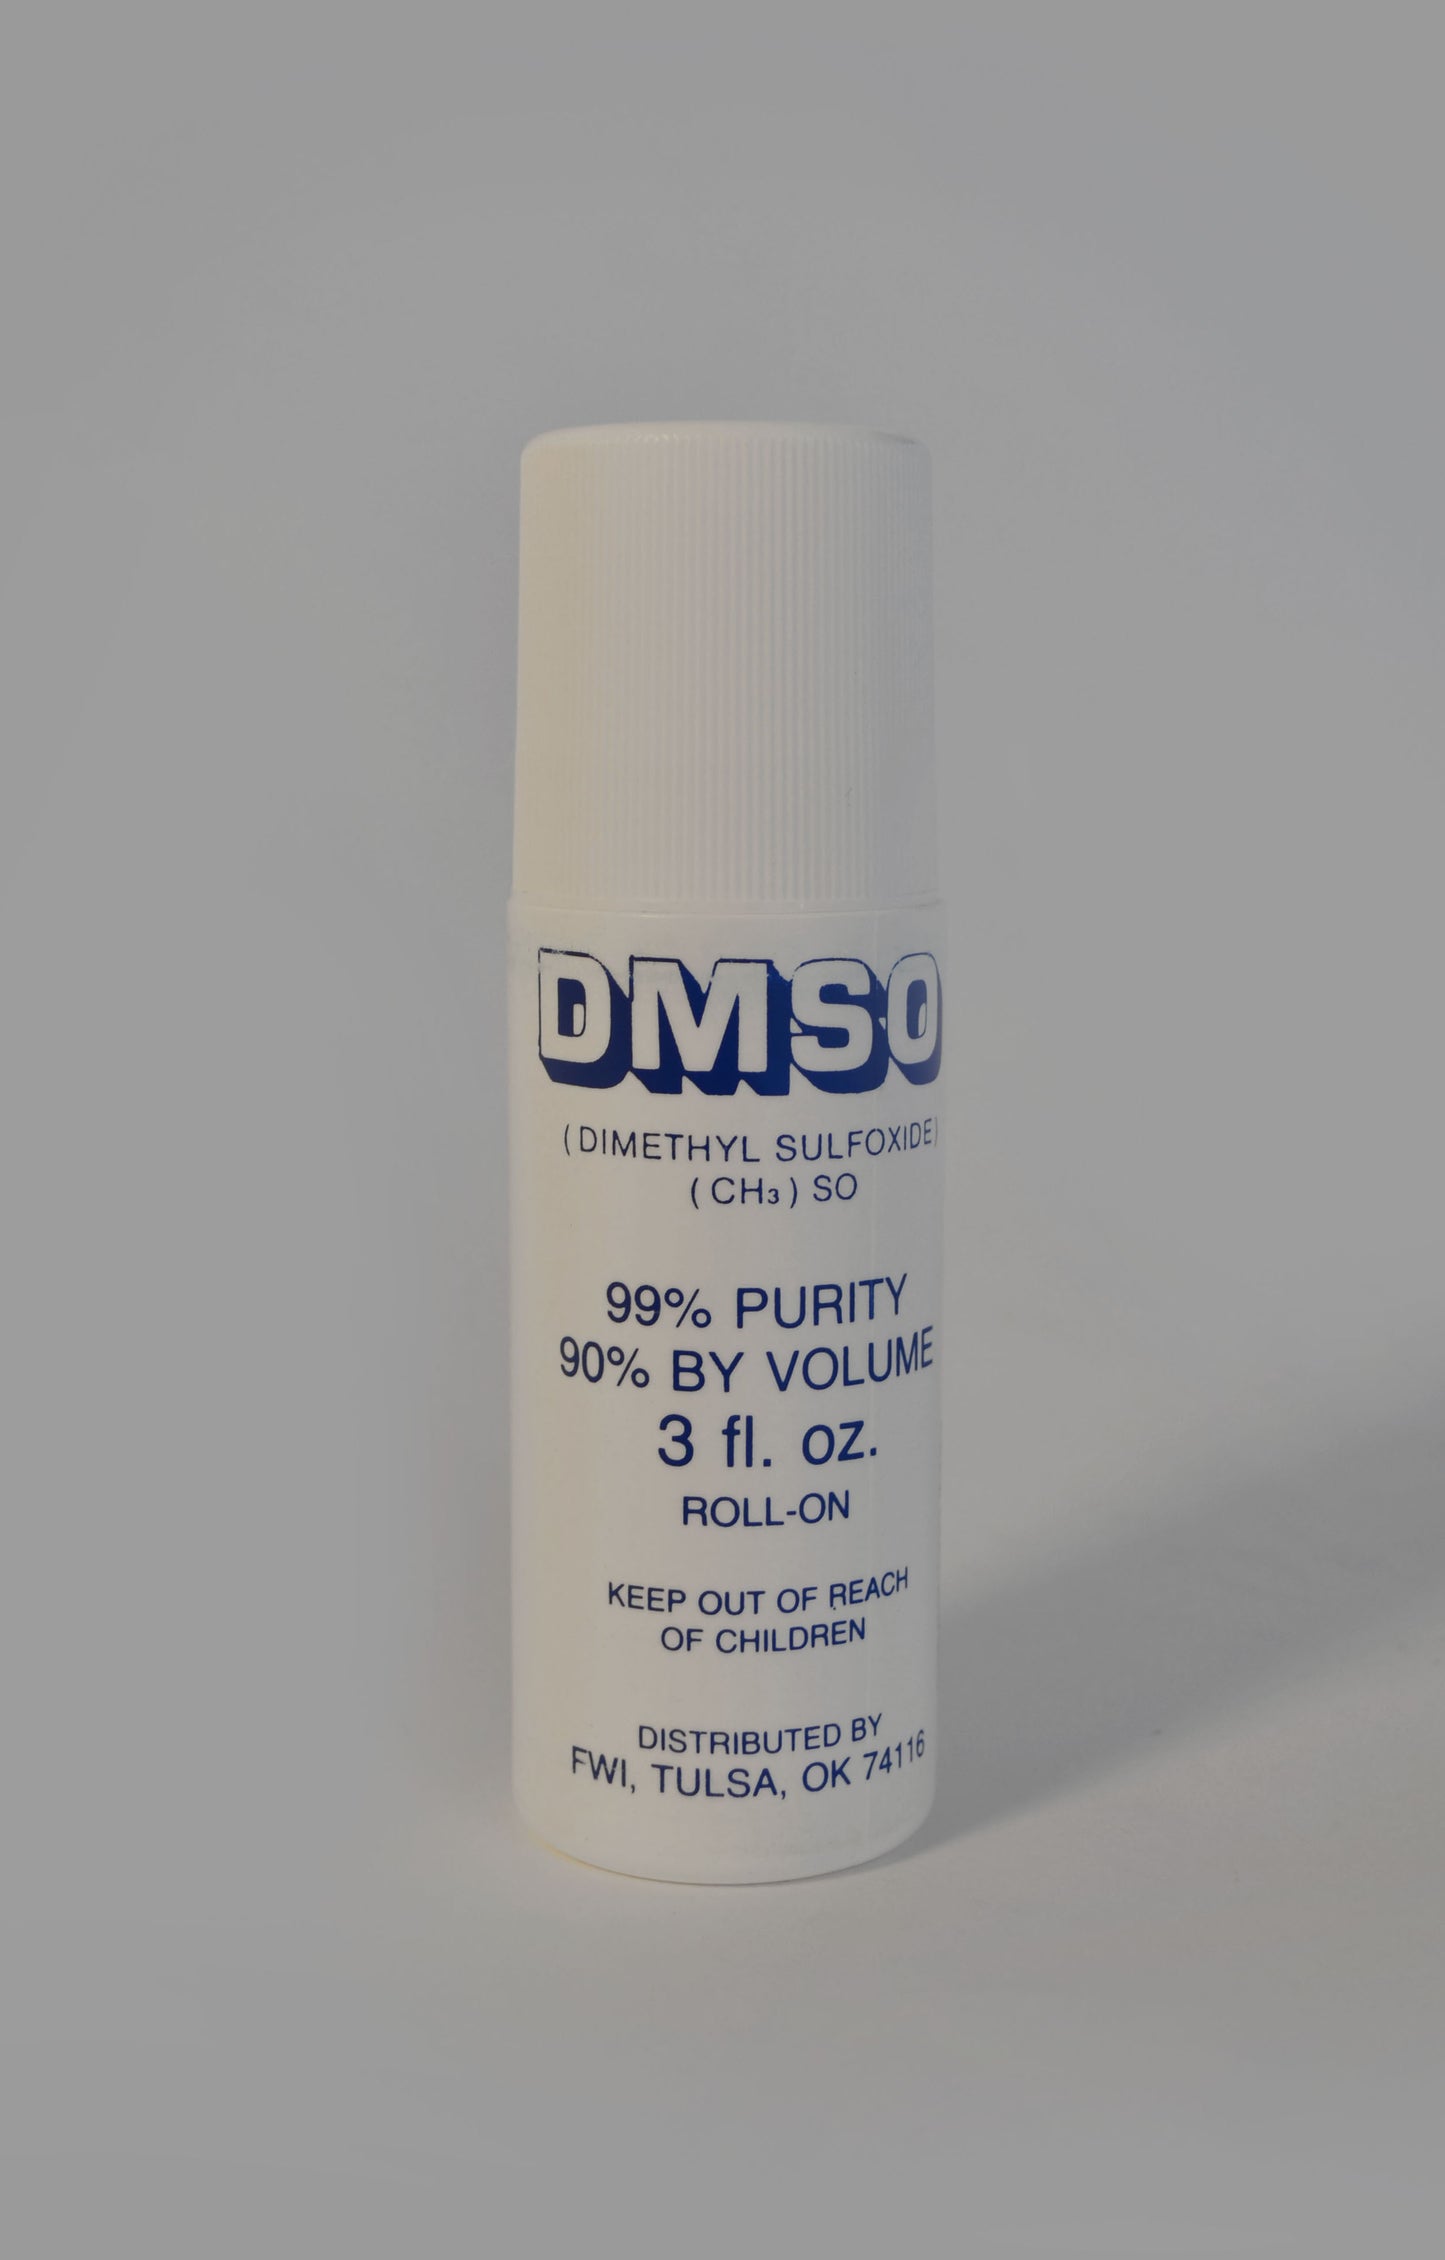 DMSO
(DIMETHYL SULFOXIDE)
(CH₃) SO
99% PURITY
90% BY VOLUME
3 fl. oz.
ROLL-ON
KEEP OUT OF REACH
OF CHILDREN
DISTRIBUTED BY
FWI, TULSA, OK 74116